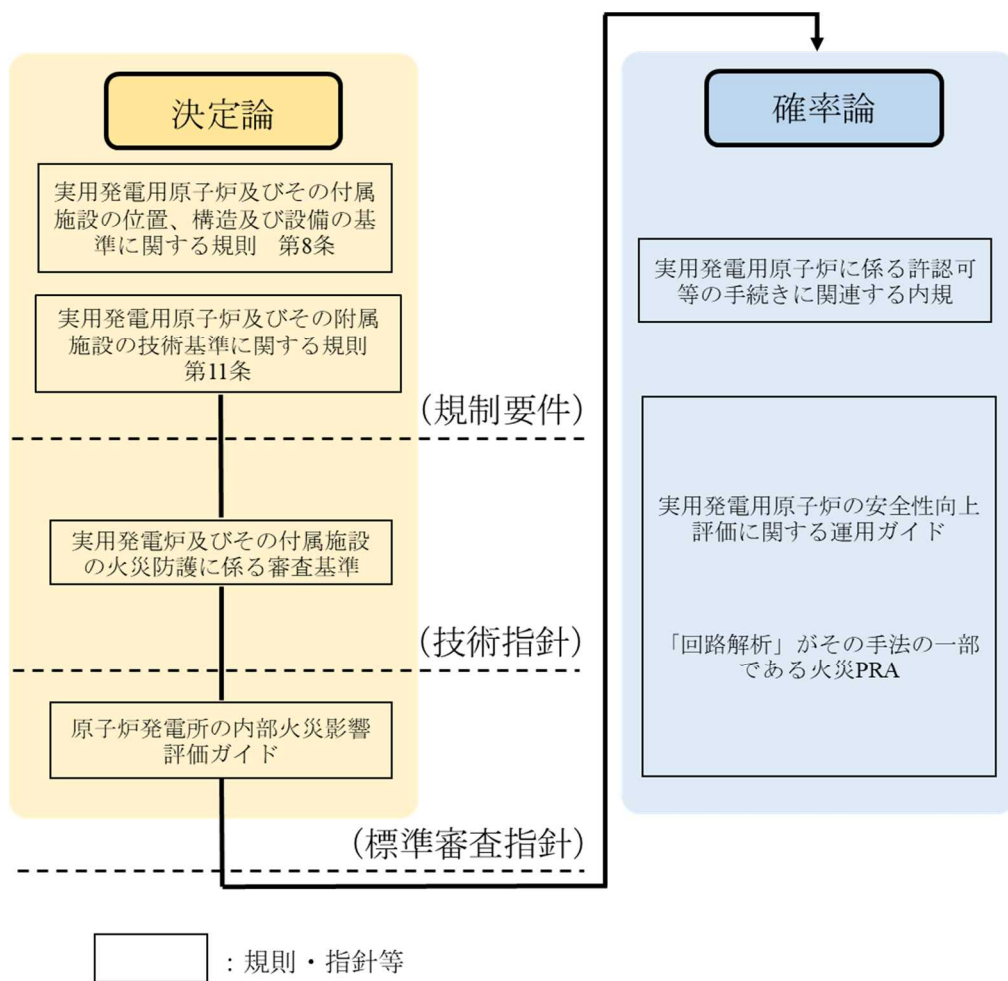 決定論
実用発電用原子炉及びその付属
施設の位置、構造及び設備の基
準に関する規則　第8条
実用発電用原子炉及びその附属
施設の技術基準に関する規則
第11条
（規制要件）
実用発電炉及びその付属施設
の火災防護に係る審査基準
（技術指針）
原子炉発電所の内部火災影響
評価ガイド
（標準審査指針）
確率論
実用発電用原子炉に係る許認可
等の手続きに関連する内規
実用発電用原子炉の安全性向上
評価に関する運用ガイド
「回路解析」がその手法の一部
である火災PRA
：規則・指針等